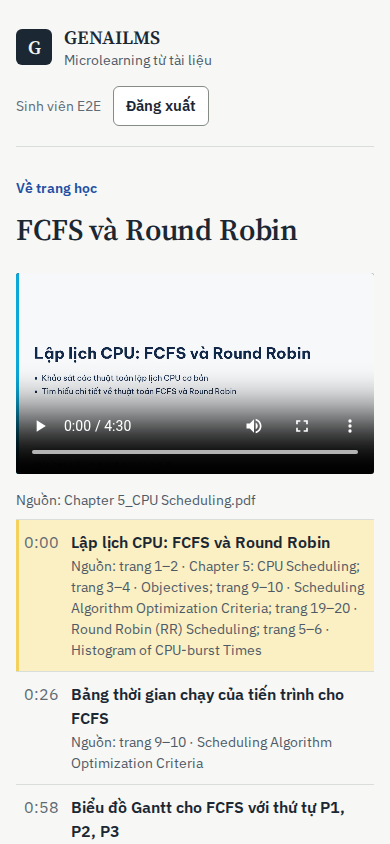 G
GENAILMS
Microlearning từ tài liệu
Sinh viên E2E
Đăng xuất
Về trang học
FCFS và Round Robin
Lập lịch CPU: FCFS và Round Robin
• Khảo sát các thuật toán lập lịch CPU cơ bản
• Tìm hiểu chi tiết về thuật toán FCFS và Round Robin
0:00 / 4:30
Nguồn: Chapter 5_CPU Scheduling.pdf
0:00 Lập lịch CPU: FCFS và Round Robin
Nguồn: trang 1–2 · Chapter 5: CPU Scheduling;
trang 3–4 · Objectives; trang 9–10 · Scheduling
Algorithm Optimization Criteria; trang 19–20 ·
Round Robin (RR) Scheduling; trang 5–6 ·
Histogram of CPU-burst Times
0:26 Bảng thời gian chạy của tiến trình cho
FCFS
Nguồn: trang 9–10 · Scheduling Algorithm
Optimization Criteria
0:58 Biểu đồ Gantt cho FCFS với thứ tự P1,
P2, P3